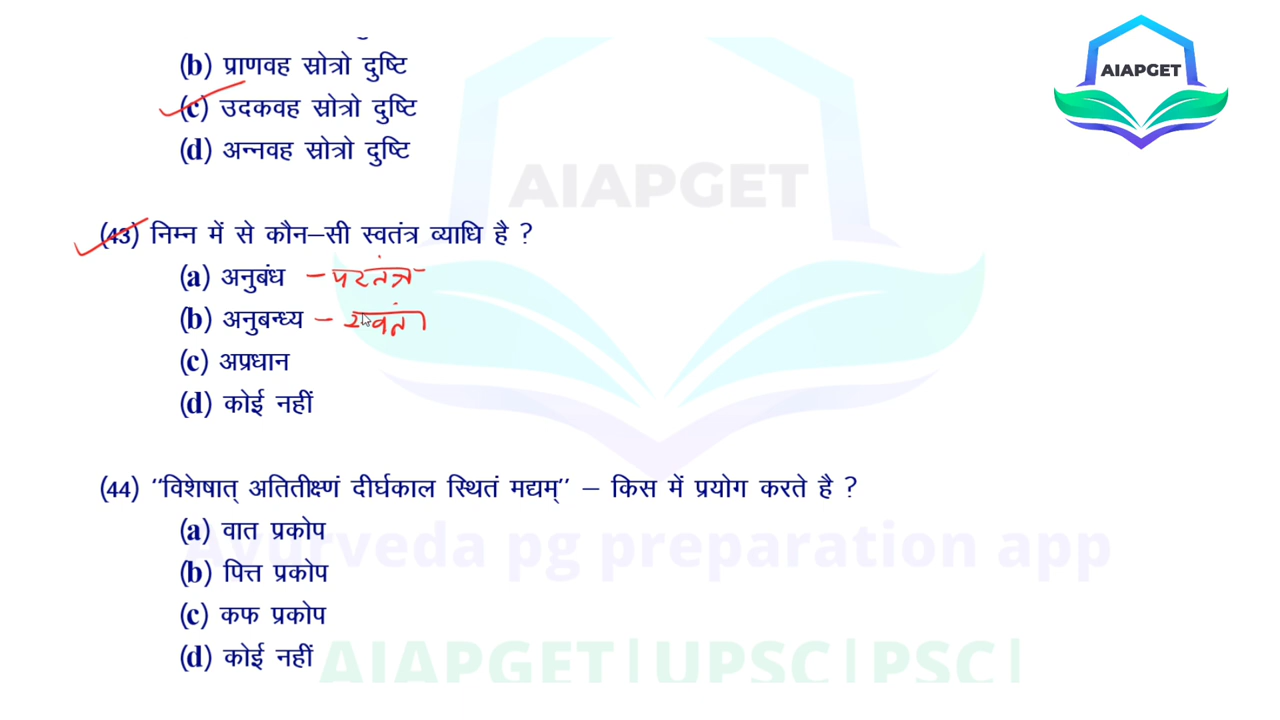 AIAPGET
(b) प्राणवह स्रोत्रो दुष्टि
(c) उदकवह स्रोत्रो दुष्टि
(d) अन्नवह स्रोत्रो दुष्टि
AIAPGET
(43) निम्न में से कौन–सी स्वतंत्र व्याधि है ?
(a) अनुबंध – परतंत्र
(b) अनुबन्ध्य –
(c) अप्रधान
(d) कोई नहीं
(44) ''विशेषात् अतितीक्ष्णं दीर्घकाल स्थितं मद्यम्'' – किस में प्रयोग करते है ?
(a) वात प्रकोप
Ayurveda pg preparation app
(b) पित्त प्रकोप
(c) कफ प्रकोप
(d) कोई नहीं
AIAPGET|UPSC|PSC|